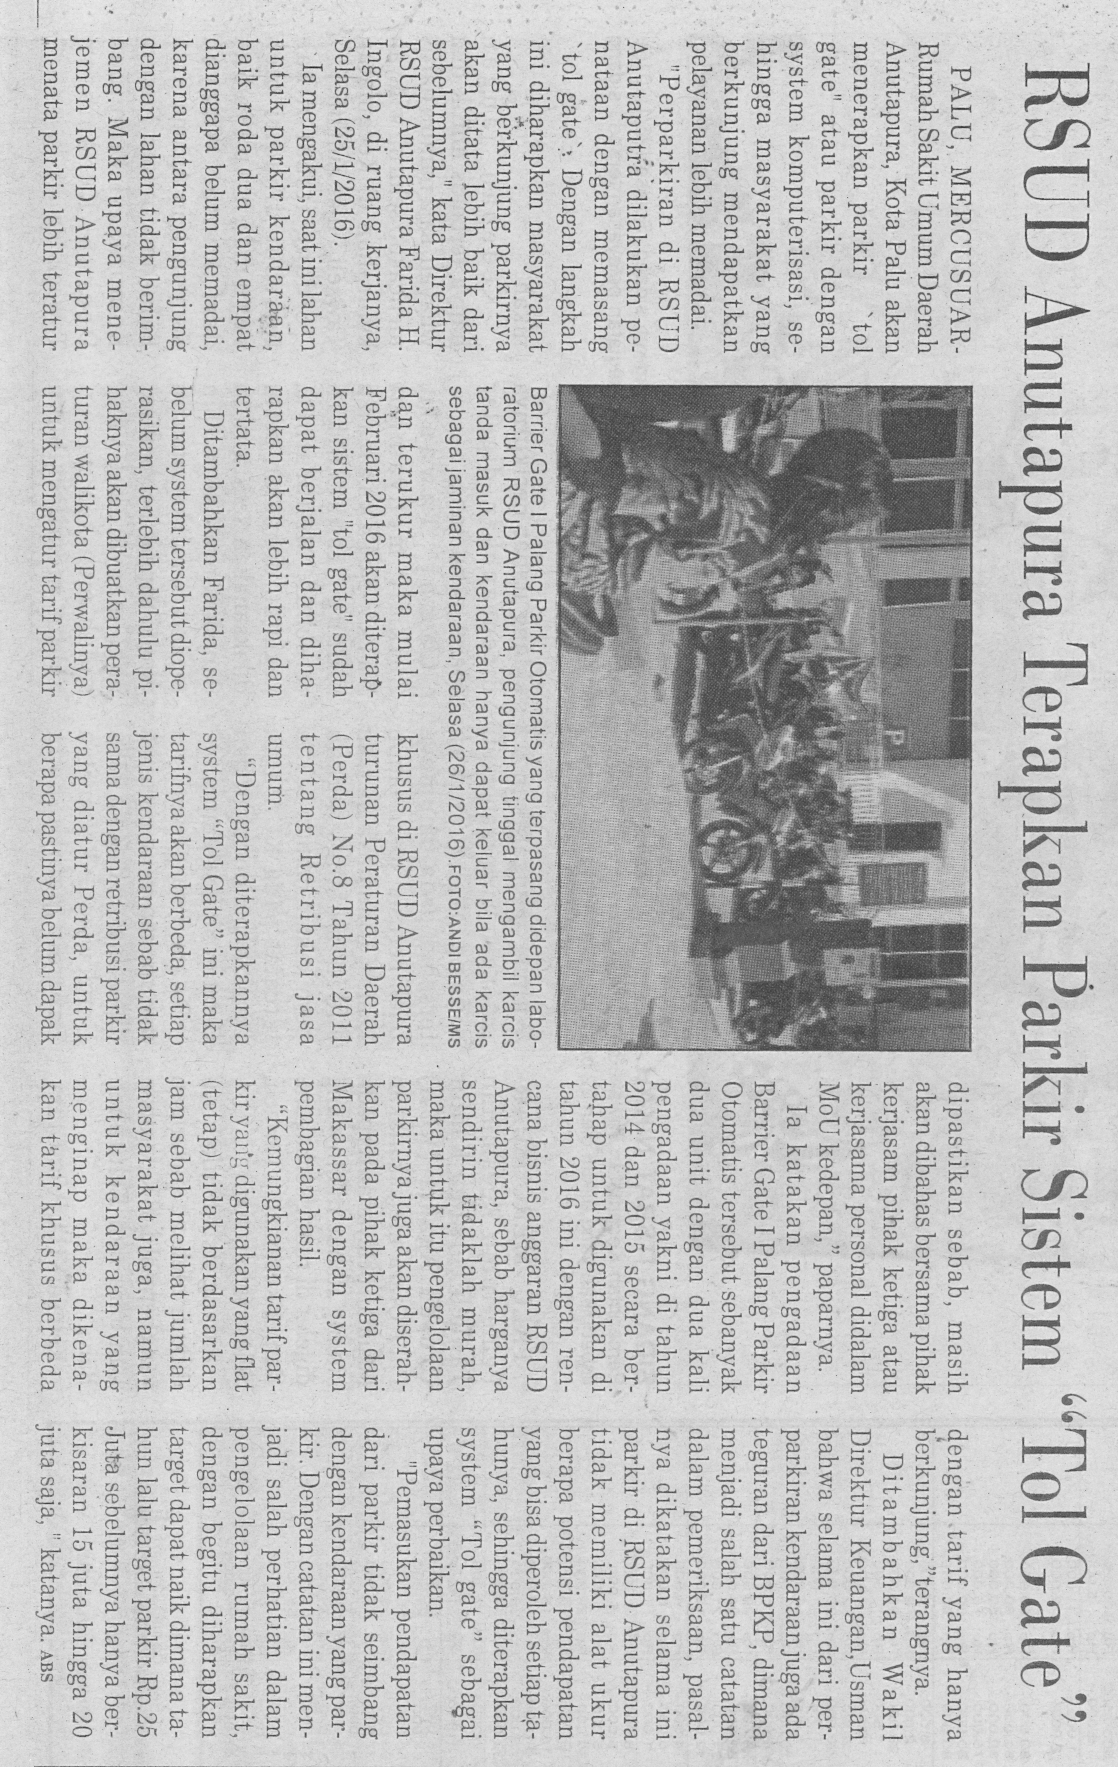 RSUD Anutapura Terapkan Parkir Sistem “Tol Gate”
PALU, MERCUSUAR-
Rumah Sakit Umum Daerah
Anutapura, Kota Palu akan
menerapkan parkir `tol
gate" atau parkir dengan
system komputerisasi, se-
hingga masyarakat yang
berkunjung mendapatkan
pelayanan lebih memadai.
"Perparkiran di RSUD
Anutaputra dilakukan pe-
nataan dengan memasang
`tol gate`. Dengan langkah
ini diharapkan masyarakat
yang berkunjung parkirnya
akan ditata lebih baik dari
sebelumnya," kata Direktur
RSUD Anutapura Farida H.
Ingolo, di ruang kerjanya,
Selasa (25/1/2016).
Ia mengakui, saat ini lahan
untuk parkir kendaraan,
baik roda dua dan empat
dianggapa belum memadai,
karena antara pengunjung
dengan lahan tidak berim-
bang. Maka upaya mene-
jemen RSUD Anutapura
menata parkir lebih teratur
P
Barrier Gate I Palang Parkir Otomatis yang terpasang didepan labo-
ratorium RSUD Anutapura, pengunjung tinggal mengambil karcis
tanda masuk dan kendaraan hanya dapat keluar bila ada karcis
sebagai jaminan kendaraan, Selasa (26/1/2016).FOTO:ANDI BESSE/MS
dan terukur maka mulai
Februari 2016 akan diterap-
kan sistem "tol gate" sudah
dapat berjalan dan diha-
rapkan akan lebih rapi dan
tertata.
Ditambahkan Farida, se-
belum system tersebut diope-
rasikan, terlebih dahulu pi-
haknya akan dibuatkan pera-
turan walikota (Perwalinya)
untuk mengatur tarif parkir
khusus di RSUD Anutapura
turunan Peraturan Daerah
(Perda) No.8 Tahun 2011
tentang Retribusi jasa
umum.
“Dengan diterapkannya
system “Tol Gate” ini maka
tarifnya akan berbeda, setiap
jenis kendaraan sebab tidak
sama dengan retribusi parkir
yang diatur Perda, untuk
berapa pastinya belum dapak
dipastikan sebab, masih
akan dibahas bersama pihak
kerjasam pihak ketiga atau
kerjasama personal didalam
MoU kedepan,” paparnya.
Ia katakan pengadaan
Barrier Gate I Palang Parkir
Otomatis tersebut sebanyak
dua unit dengan dua kali
pengadaan yakni di tahun
2014 dan 2015 secara ber-
tahap untuk digunakan di
tahun 2016 ini dengan ren-
cana bisnis anggaran RSUD
Anutapura, sebab harganya
sendirin tidaklah murah,
maka untuk itu pengelolaan
parkirnya juga akan diserah-
kan pada pihak ketiga dari
Makassar dengan system
pembagian hasil.
“Kemungkianan tarif par-
kir yang digunakan yang flat
(tetap) tidak berdasarkan
jam sebab melihat jumlah
masyarakat juga, namun
untuk kendaraan yang
menginap maka dikena-
kan tarif khusus berbeda
dengan tarif yang hanya
berkunjung,”terangnya.
Ditambahkan Wakil
Direktur Keuangan,Usman
bahwa selama ini dari per-
parkiran kendaraan juga ada
teguran dari BPKP, dimana
menjadi salah satu catatan
dalam pemeriksaan, pasal-
nya dikatakan selama ini
parkir di RSUD Anutapura
tidak memiliki alat ukur
berapa potensi pendapatan
yang bisa diperoleh setiap ta-
hunya, sehingga diterapkan
system “Tol gate” sebagai
upaya perbaikan.
"Pemasukan pendapatan
dari parkir tidak seimbang
dengan kendaraan yang par-
kir. Dengan catatan ini men-
jadi salah perhatian dalam
pengelolaan rumah sakit,
dengan begitu diharapkan
target dapat naik dimana ta-
hun lalu target parkir Rp.25
Juta sebelumnya hanya ber-
kisaran 15 juta hingga 20
juta saja, " katanya. ABS